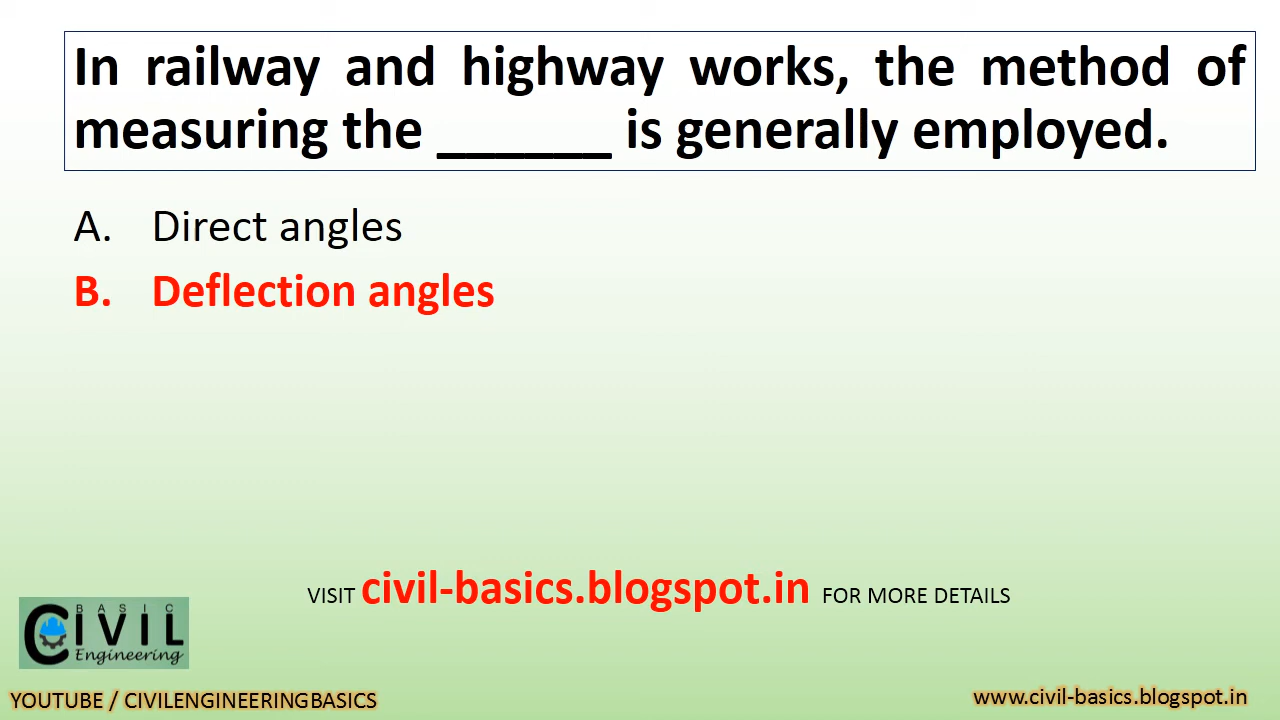 In railway and highway works, the method of
measuring the ______ is generally employed.
A. Direct angles
B. Deflection angles
VISIT civil-basics.blogspot.in FOR MORE DETAILS
BASIC
CIVIL
Engineering
YOUTUBE / CIVILENGINEERINGBASICS
www.civil-basics.blogspot.in